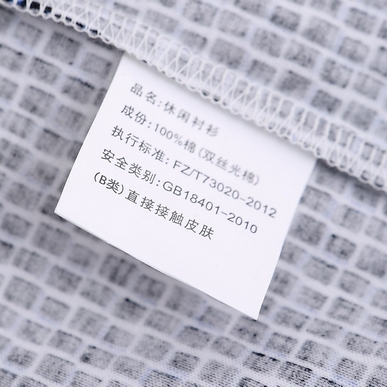 品名:休闲衬衫
成份:100%棉(双丝光棉)
执行标准:FZ/T73020-2012
安全类别:GB18401-2010
(B类)直接接触皮肤